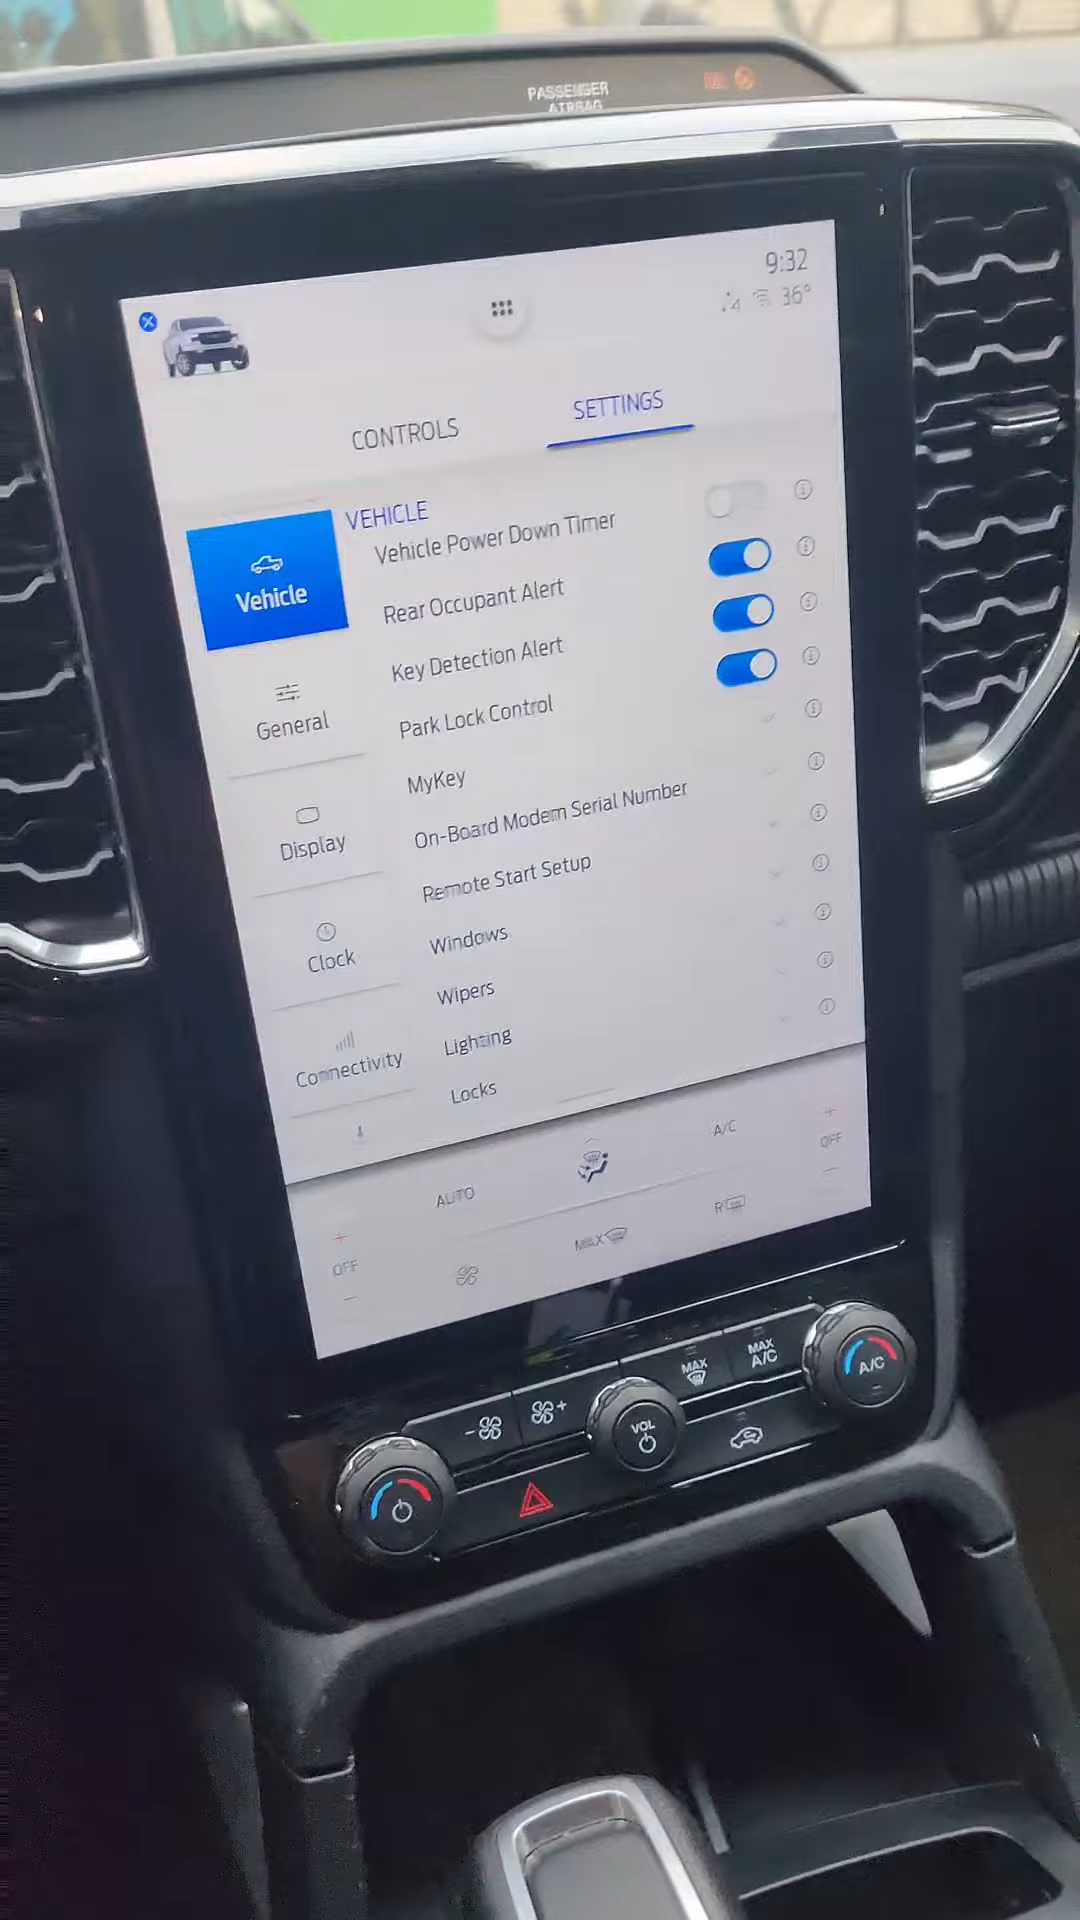 PASSENGER
AIRBAG
9:32
36°
CONTROLS
SETTINGS
VEHICLE
Vehicle Power Down Timer
Vehicle
Rear Occupant Alert
Key Detection Alert
General
Park Lock Control
MyKey
Display
On-Board Modem Serial Number
Remote Start Setup
Clock
Windows
Wipers
Connectivity
Lighting
Locks
A/C
OFF
AUTO
R
MAX
OFF
MAX
MAX
A/C
A/C
VOL